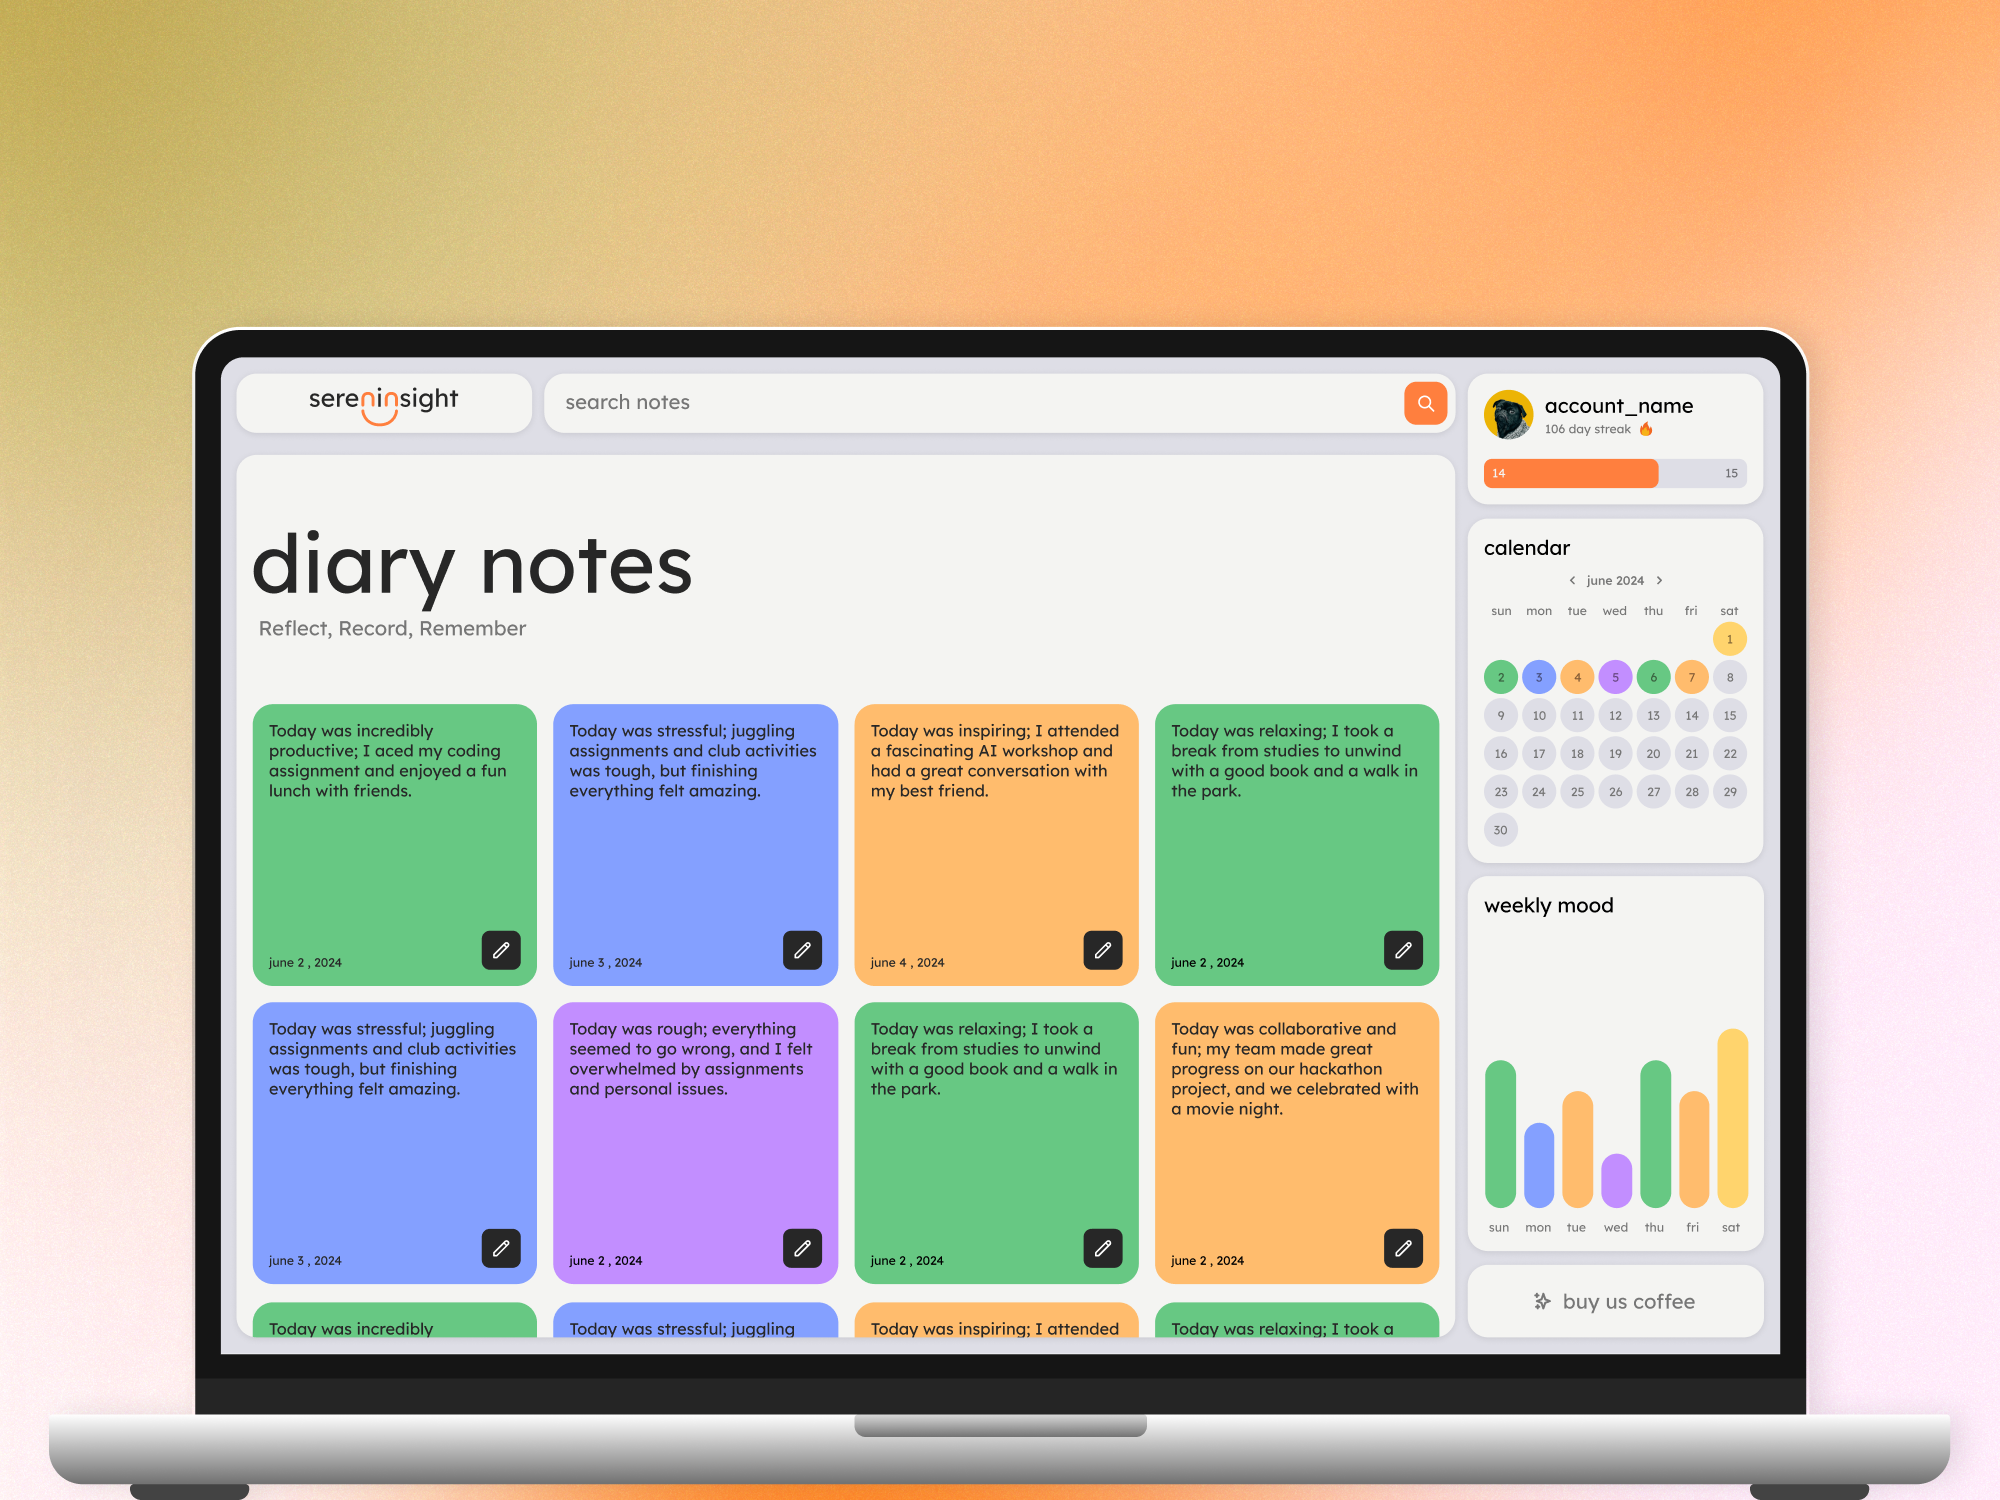 sereninsight
search notes
diary notes
Reflect, Record, Remember
Today was incredibly
productive; I aced my coding
assignment and enjoyed a fun
lunch with friends.
june 2 , 2024
Today was stressful; juggling
assignments and club activities
was tough, but finishing
everything felt amazing.
june 3 , 2024
Today was inspiring; I attended
a fascinating AI workshop and
had a great conversation with
my best friend.
june 4 , 2024
Today was relaxing; I took a
break from studies to unwind
with a good book and a walk in
the park.
june 2 , 2024
Today was stressful; juggling
assignments and club activities
was tough, but finishing
everything felt amazing.
june 3 , 2024
Today was rough; everything
seemed to go wrong, and I felt
overwhelmed by assignments
and personal issues.
june 2 , 2024
Today was relaxing; I took a
break from studies to unwind
with a good book and a walk in
the park.
june 2 , 2024
Today was collaborative and
fun; my team made great
progress on our hackathon
project, and we celebrated with
a movie night.
june 2 , 2024
Today was incredibly
Today was stressful; juggling
Today was inspiring; I attended
Today was relaxing; I took a
account_name
106 day streak
14 15
calendar
june 2024
sun mon tue wed thu fri sat
1
2 3 4 5 6 7 8
9 10 11 12 13 14 15
16 17 18 19 20 21 22
23 24 25 26 27 28 29
30
weekly mood
sun mon tue wed thu fri sat
buy us coffee